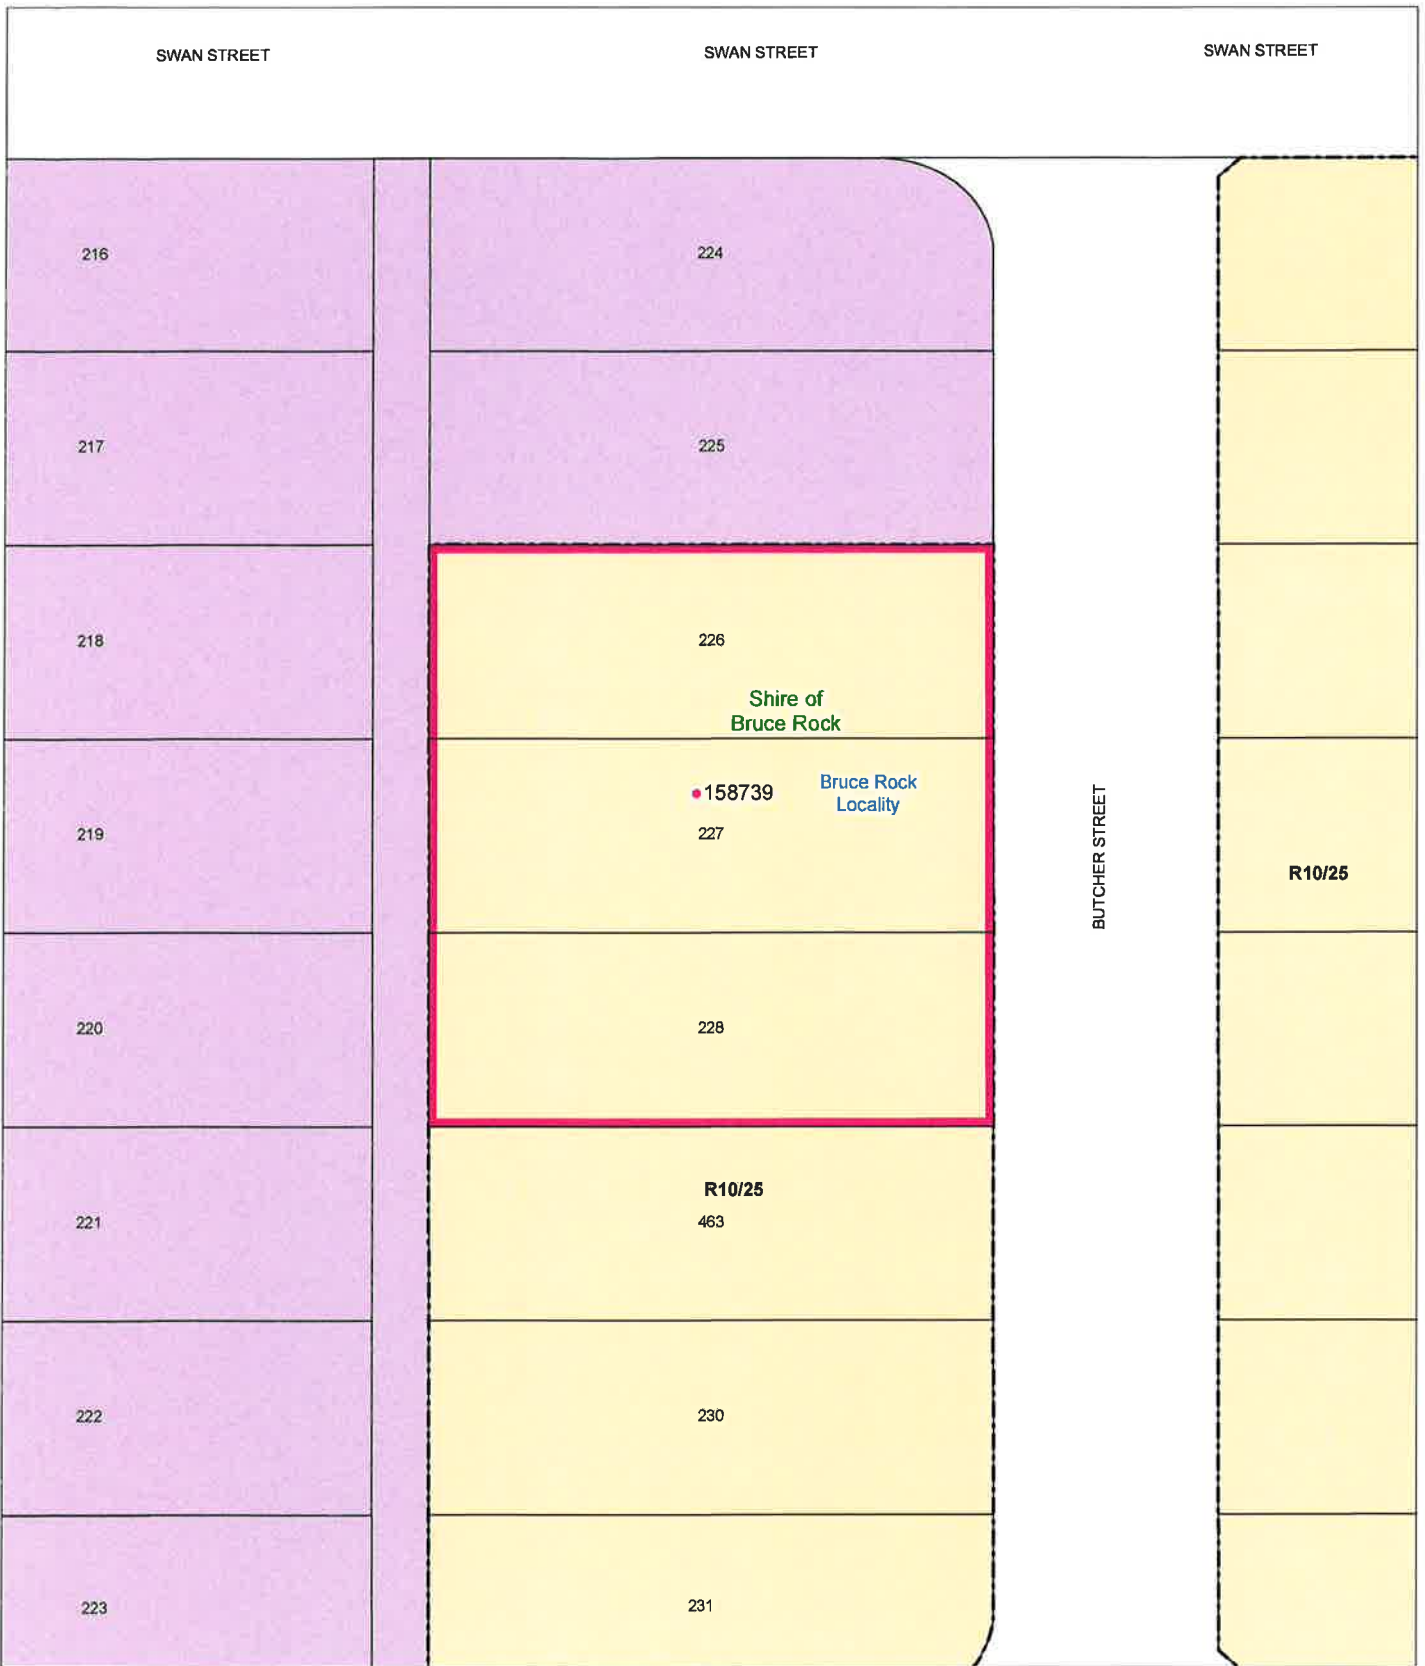 SWAN STREET
SWAN STREET
SWAN STREET
216
224
217
225
218
226
Shire of
Bruce Rock
158739
Bruce Rock
Locality
219
227
BUTCHER STREET
R10/25
220
228
R10/25
221
463
222
230
223
231